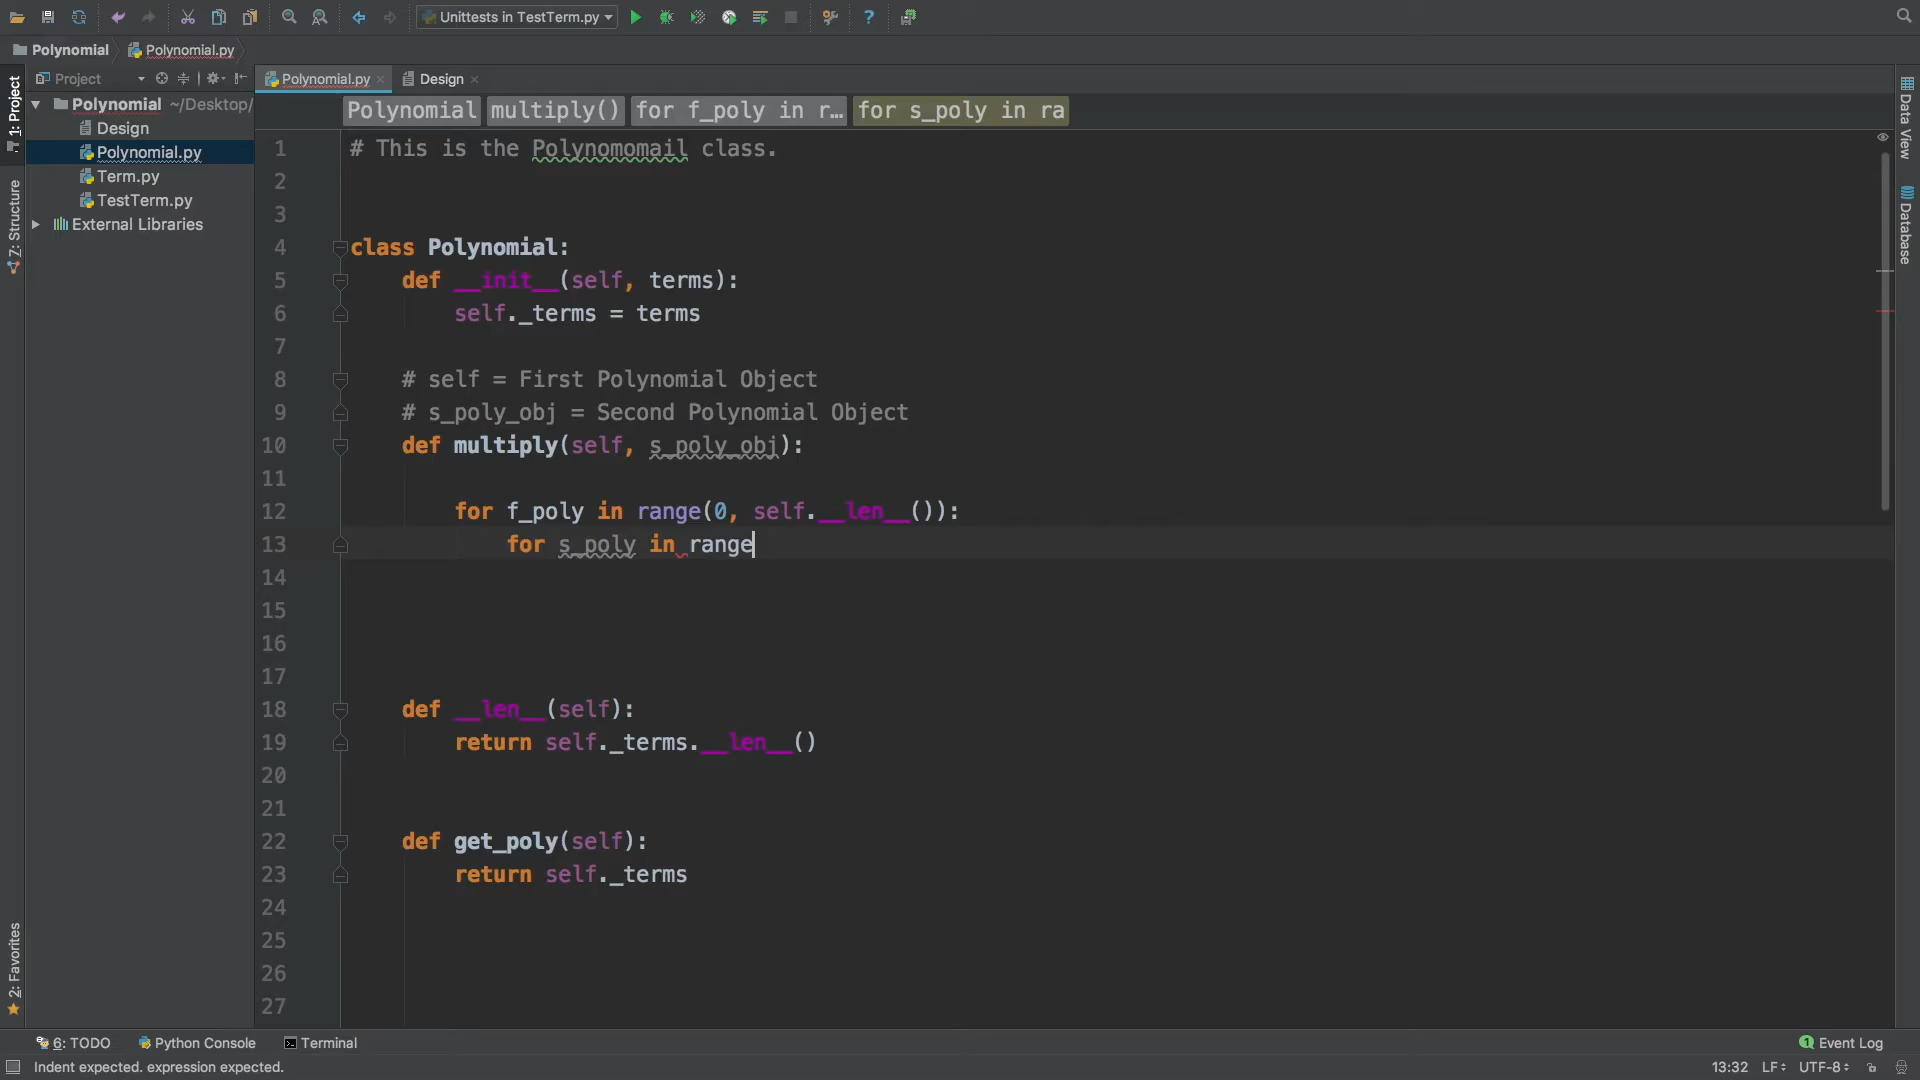 Unittests in TestTerm.py
Polynomial
Polynomial.py
Project
Polynomial.py
Design
Polynomial ~/Desktop/
Design
Polynomial.py
Term.py
TestTerm.py
External Libraries
1: Project
7: Structure
2: Favorites
Data View
Database
Polynomial multiply() for f_poly in r… for s_poly in ra
1 # This is the Polynomomail class.
2
3
4 class Polynomial:
5 def __init__(self, terms):
6 self._terms = terms
7
8 # self = First Polynomial Object
9 # s_poly_obj = Second Polynomial Object
10 def multiply(self, s_poly_obj):
11
12 for f_poly in range(0, self.__len__()):
13 for s_poly in range
14
15
16
17
18 def __len__(self):
19 return self._terms.__len__()
20
21
22 def get_poly(self):
23 return self._terms
24
25
26
27
6: TODO
Python Console
Terminal
1 Event Log
Indent expected. expression expected.
13:32 LF UTF-8